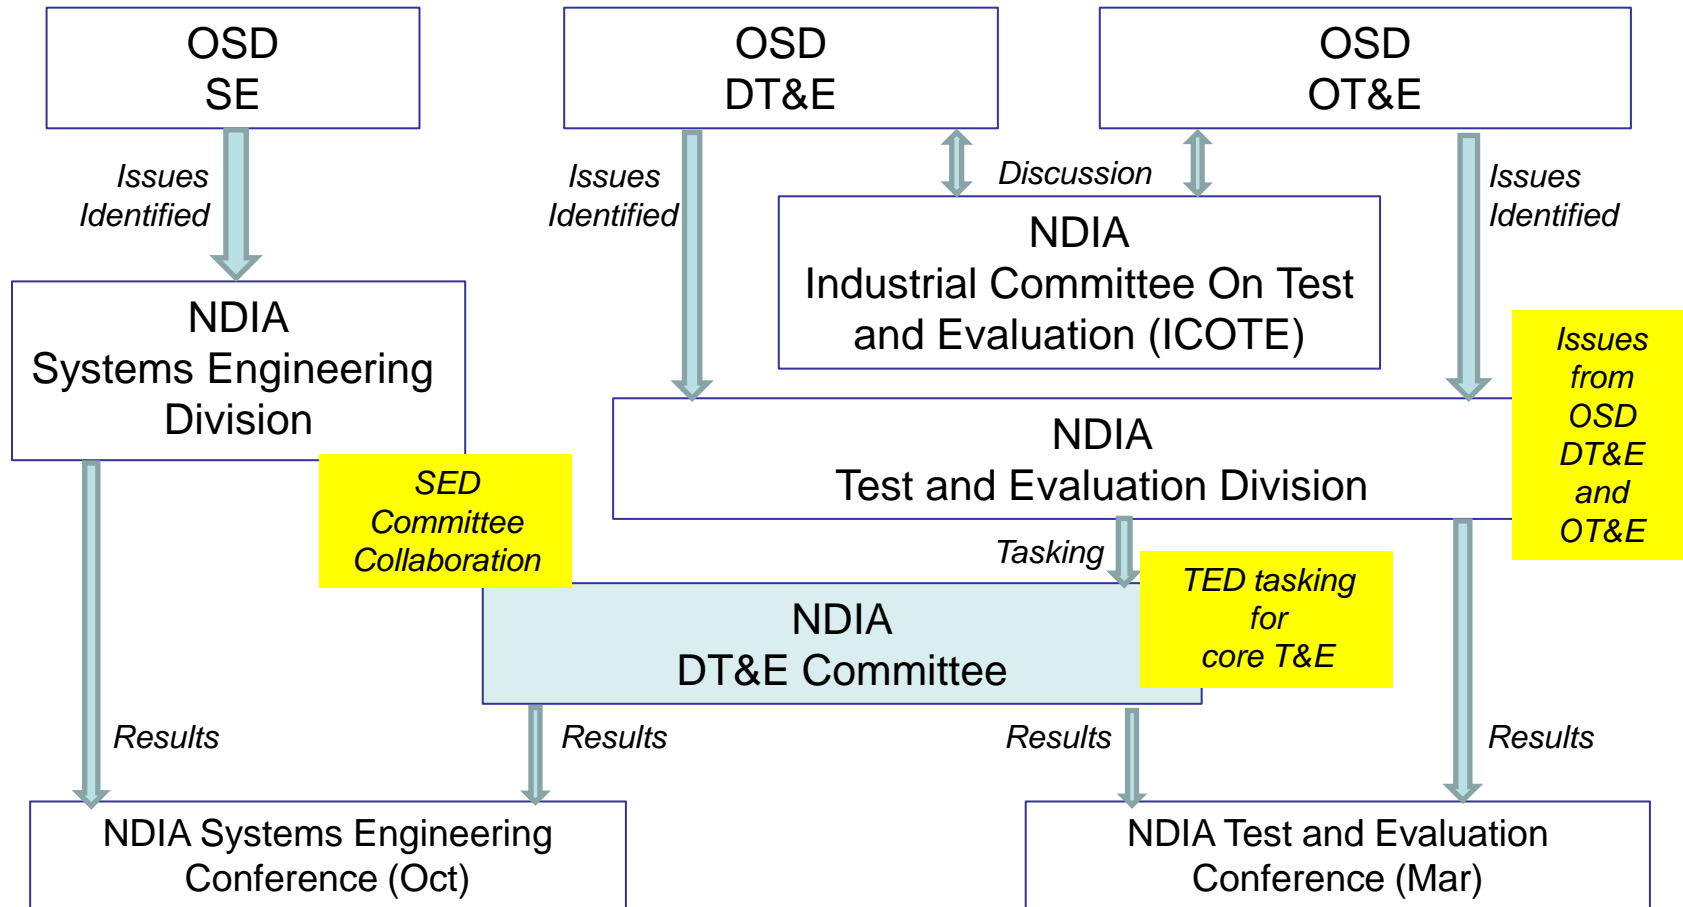 OSD
SE
OSD
DT&E
OSD
OT&E
Issues
Identified
Issues
Identified
Discussion
Issues
Identified
NDIA
Industrial Committee On Test
and Evaluation (ICOTE)
NDIA
Systems Engineering
Division
Issues
from
OSD
DT&E
and
OT&E
NDIA
Test and Evaluation Division
SED
Committee
Collaboration
Tasking
TED tasking
for
core T&E
NDIA
DT&E Committee
Results
Results
Results
Results
NDIA Systems Engineering
Conference (Oct)
NDIA Test and Evaluation
Conference (Mar)